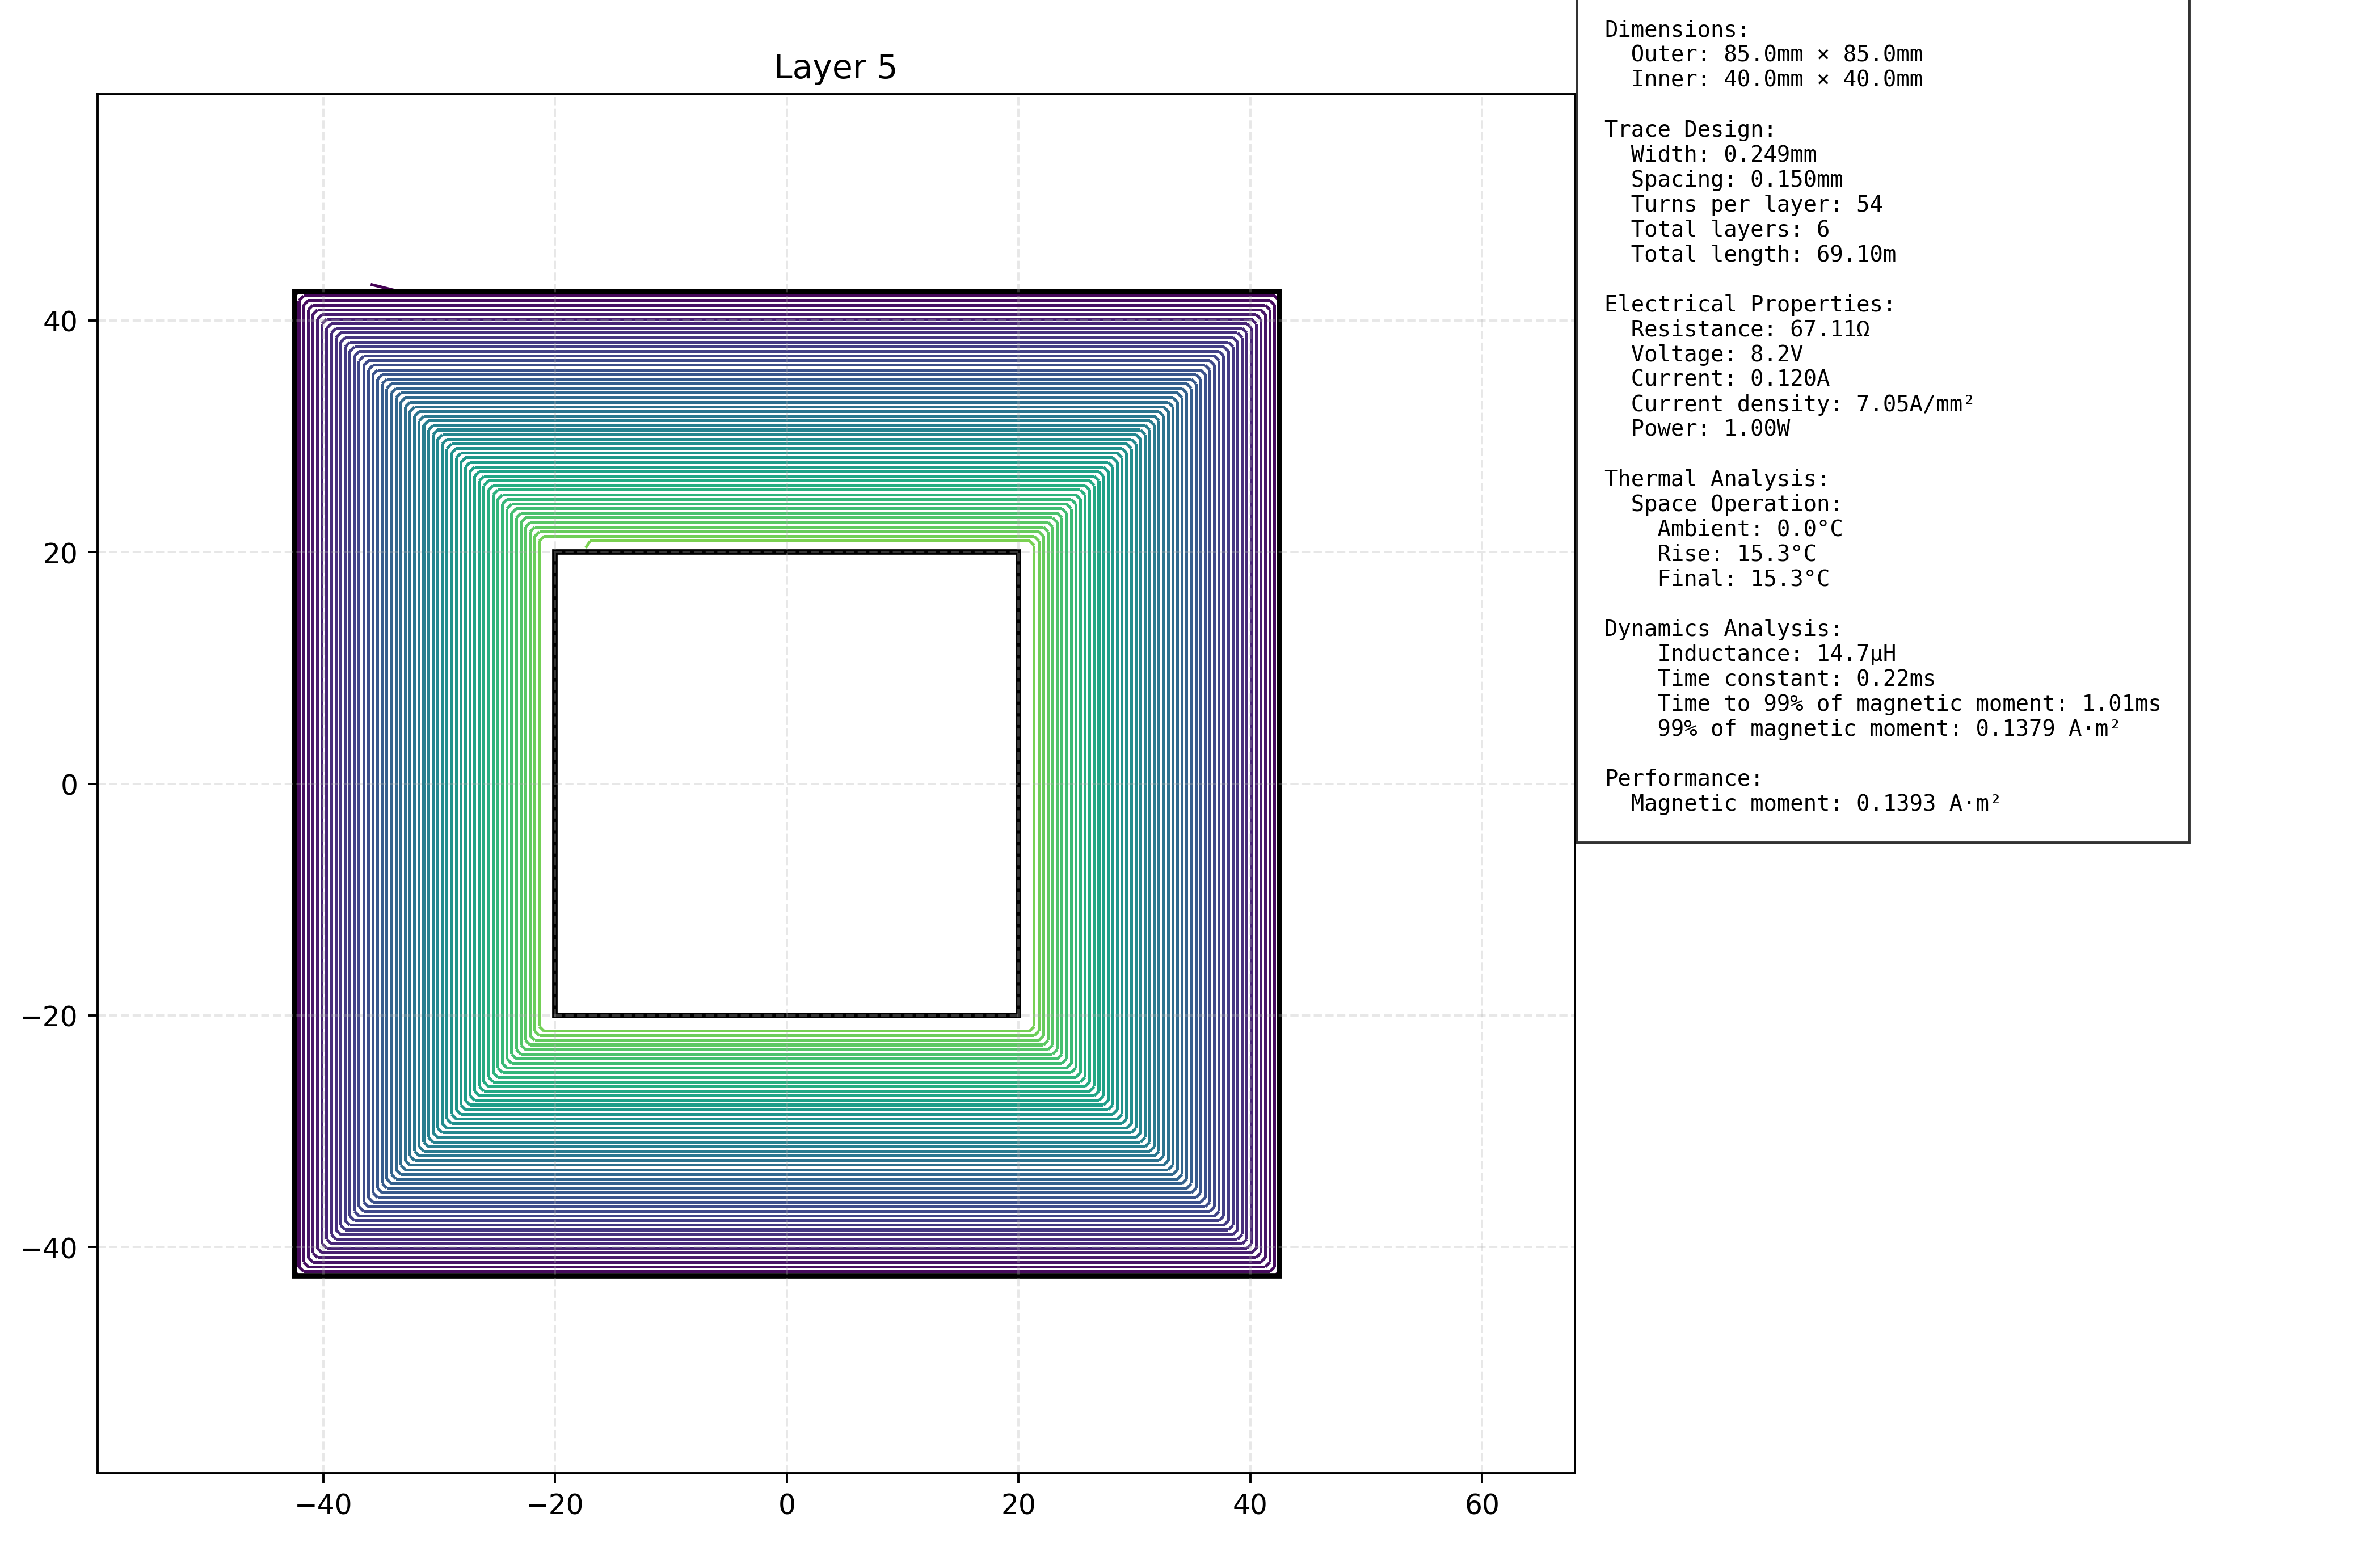 Layer 5
40
20
0
−20
−40
−40
−20
0
20
40
60
Dimensions:
Outer: 85.0mm × 85.0mm
Inner: 40.0mm × 40.0mm
Trace Design:
Width: 0.249mm
Spacing: 0.150mm
Turns per layer: 54
Total layers: 6
Total length: 69.10m
Electrical Properties:
Resistance: 67.11Ω
Voltage: 8.2V
Current: 0.120A
Current density: 7.05A/mm²
Power: 1.00W
Thermal Analysis:
Space Operation:
Ambient: 0.0°C
Rise: 15.3°C
Final: 15.3°C
Dynamics Analysis:
Inductance: 14.7μH
Time constant: 0.22ms
Time to 99% of magnetic moment: 1.01ms
99% of magnetic moment: 0.1379 A·m²
Performance:
Magnetic moment: 0.1393 A·m²